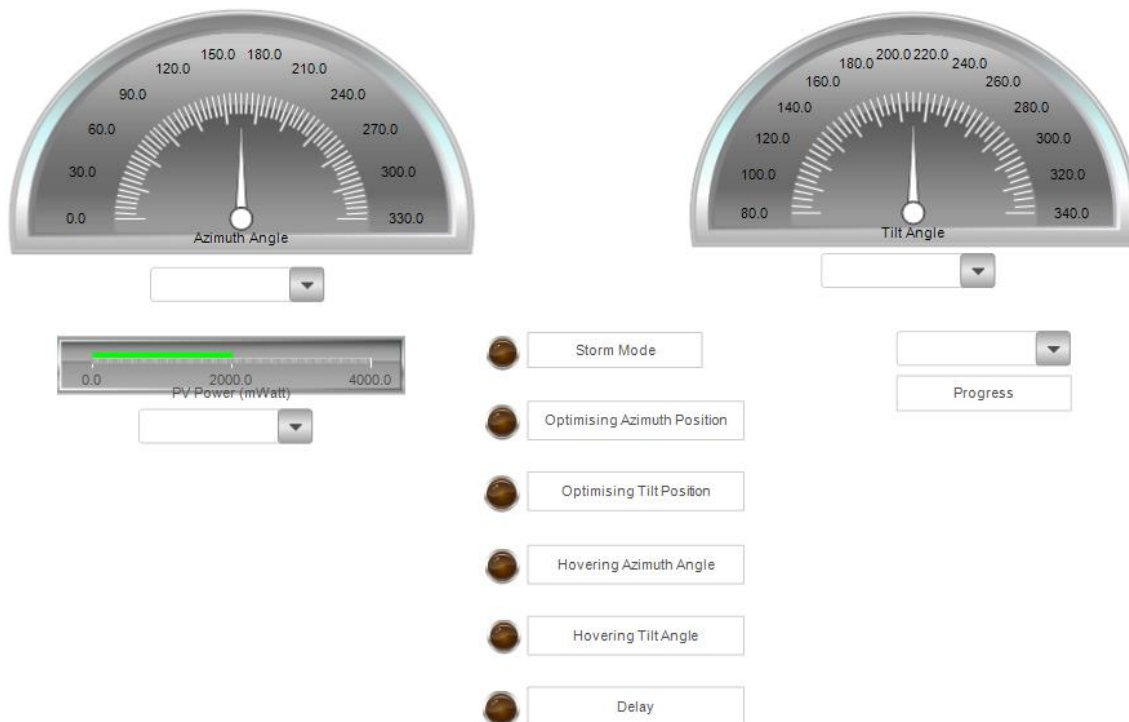 0.0
30.0
60.0
90.0
120.0
150.0
180.0
210.0
240.0
270.0
300.0
330.0
Azimuth Angle
80.0
100.0
120.0
140.0
160.0
180.0
200.0
220.0
240.0
260.0
280.0
300.0
320.0
340.0
Tilt Angle
0.0 2000.0 4000.0
PV Power (mWatt)
Storm Mode
Optimising Azimuth Position
Optimising Tilt Position
Hovering Azimuth Angle
Hovering Tilt Angle
Delay
Progress